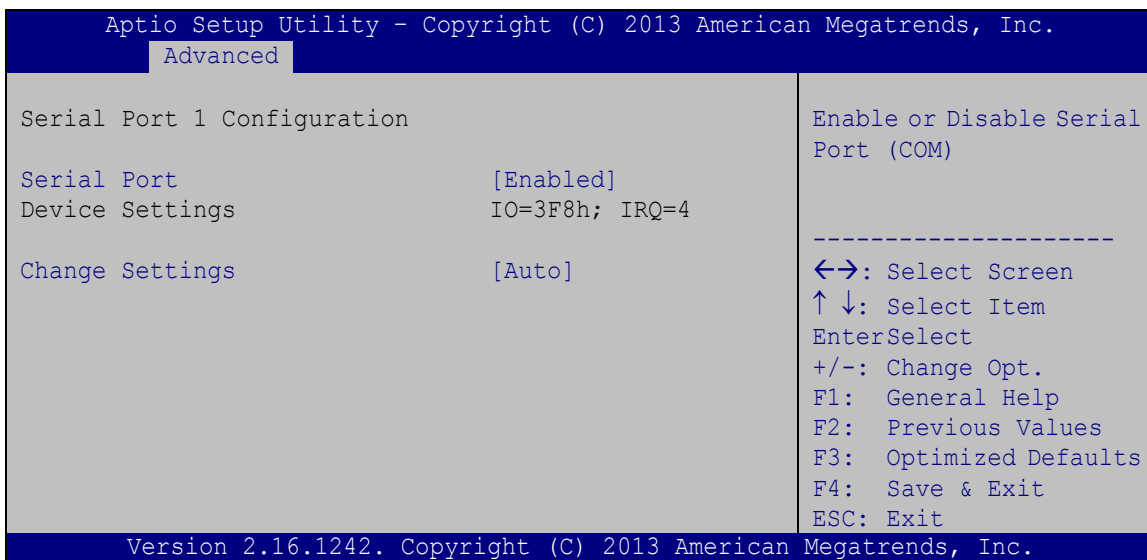 Aptio Setup Utility – Copyright (C) 2013 American Megatrends, Inc.
Advanced
Serial Port 1 Configuration
Serial Port [Enabled]
Device Settings IO=3F8h; IRQ=4
Change Settings [Auto]
Enable or Disable Serial
Port (COM)
---------------------
←→: Select Screen
↑ ↓: Select Item
EnterSelect
+/-: Change Opt.
F1: General Help
F2: Previous Values
F3: Optimized Defaults
F4: Save & Exit
ESC: Exit
Version 2.16.1242. Copyright (C) 2013 American Megatrends, Inc.